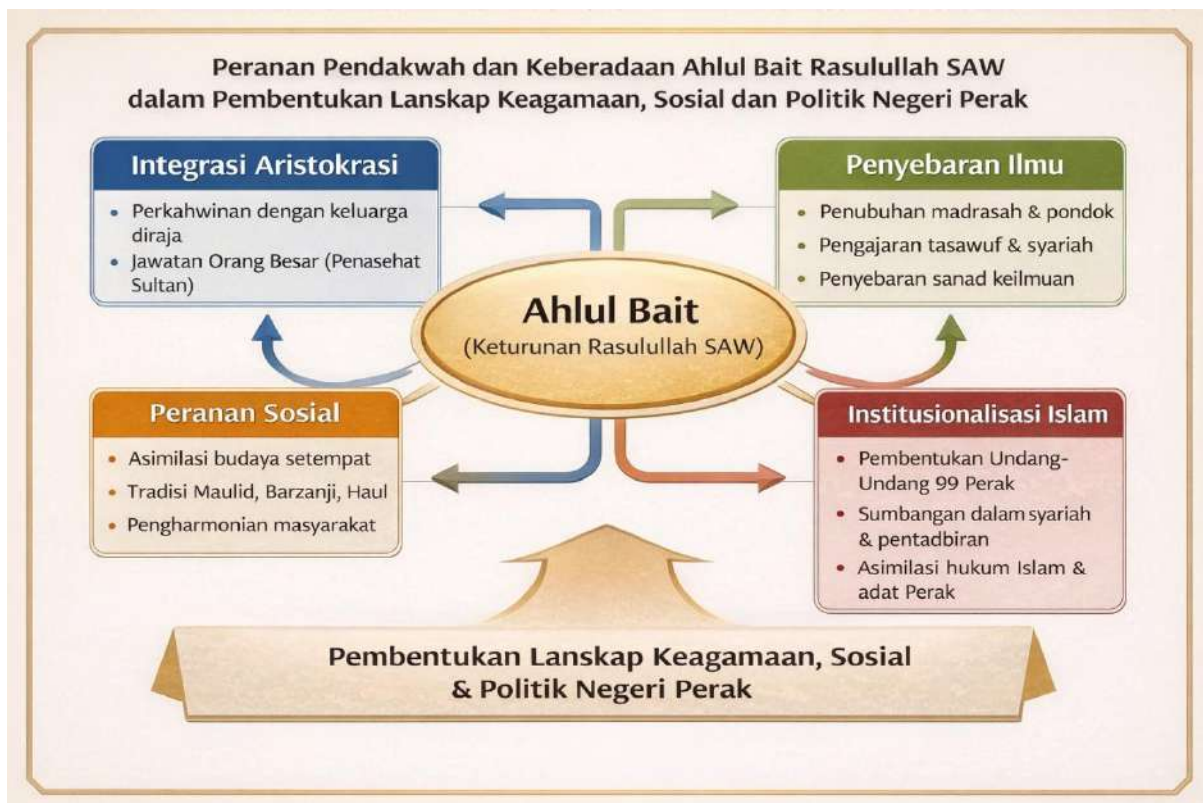 Peranan Pendakwah dan Keberadaan Ahlul Bait Rasulullah SAW
dalam Pembentukan Lanskap Keagamaan, Sosial dan Politik Negeri Perak
Integrasi Aristokrasi
• Perkahwinan dengan keluarga
diraja
• Jawatan Orang Besar (Penasehat
Sultan)
Penyebaran Ilmu
• Penubuhan madrasah & pondok
• Pengajaran tasawuf & syariah
• Penyebaran sanad keilmuan
Ahlul Bait
(Keturunan Rasulullah SAW)
Peranan Sosial
• Asimilasi budaya setempat
• Tradisi Maulid, Barzanji, Haul
• Pengharmonian masyarakat
Institusionalisasi Islam
• Pembentukan Undang-
Undang 99 Perak
• Sumbangan dalam syariah
& pentadbiran
• Asimilasi hukum Islam &
adat Perak
Pembentukan Lanskap Keagamaan, Sosial
& Politik Negeri Perak